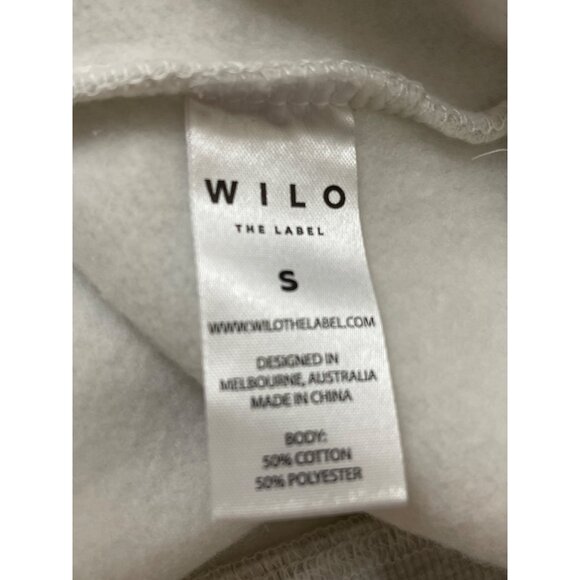 WILO
THE LABEL
S
WWW.WILOTHELABEL.COM
DESIGNED IN
MELBOURNE, AUSTRALIA
MADE IN CHINA
BODY:
50% COTTON
50% POLYESTER